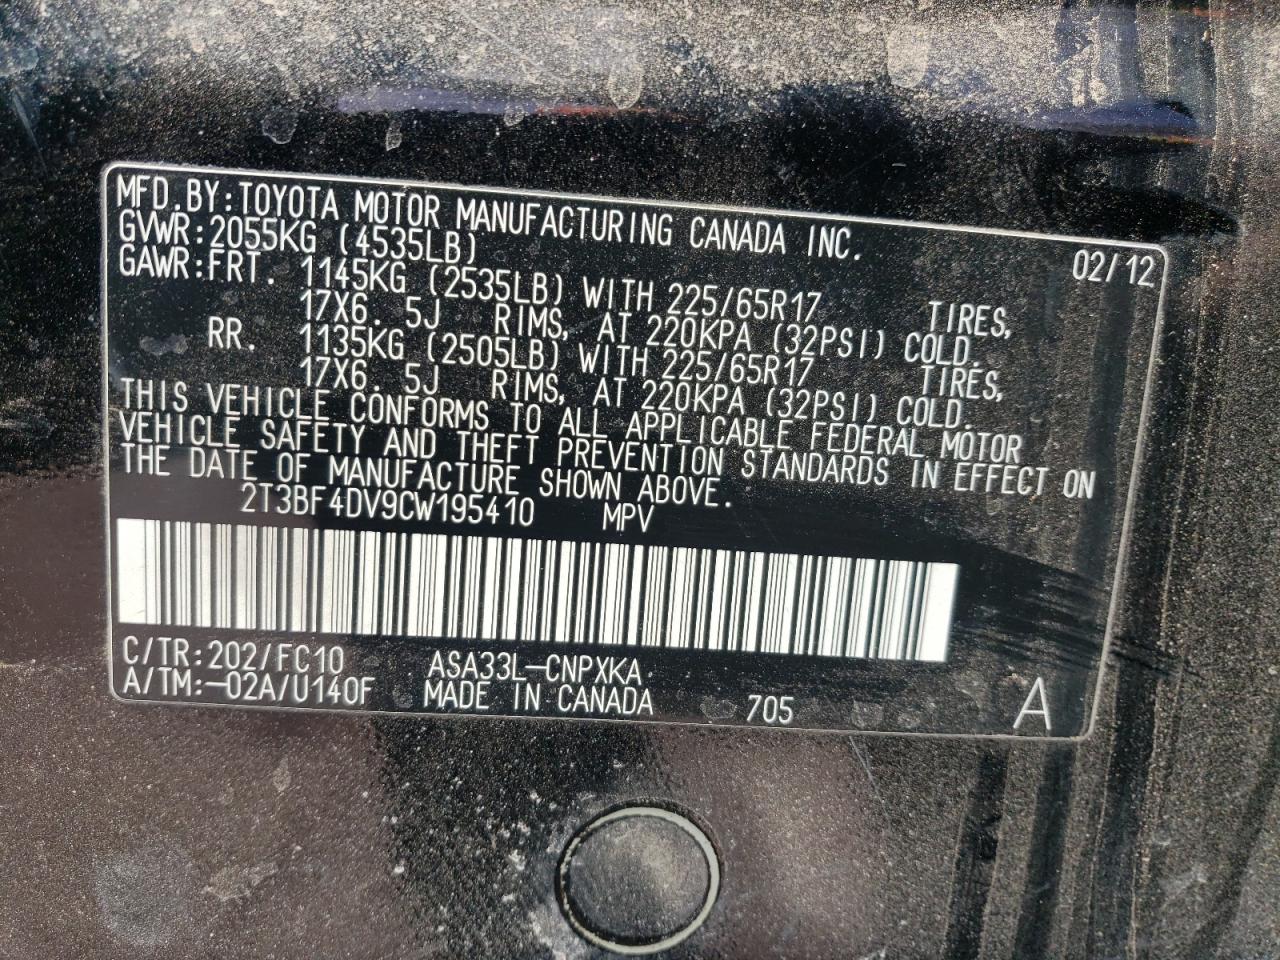 MFD.BY:TOYOTA MOTOR MANUFACTURING CANADA INC.
GVWR:2055KG (4535LB) 02/12
GAWR:FRT. 1145KG (2535LB) WITH 225/65R17 TIRES,
17X6. 5J RIMS, AT 220KPA (32PSI) COLD.
RR. 1135KG (2505LB) WITH 225/65R17 TIRES,
17X6. 5J RIMS, AT 220KPA (32PSI) COLD.
THIS VEHICLE CONFORMS TO ALL APPLICABLE FEDERAL MOTOR
VEHICLE SAFETY AND THEFT PREVENTION STANDARDS IN EFFECT ON
THE DATE OF MANUFACTURE SHOWN ABOVE.
2T3BF4DV9CW195410 MPV
C/TR:202/FC10 ASA33L-CNPXKA
A/TM:-02A/U140F MADE IN CANADA 705 A